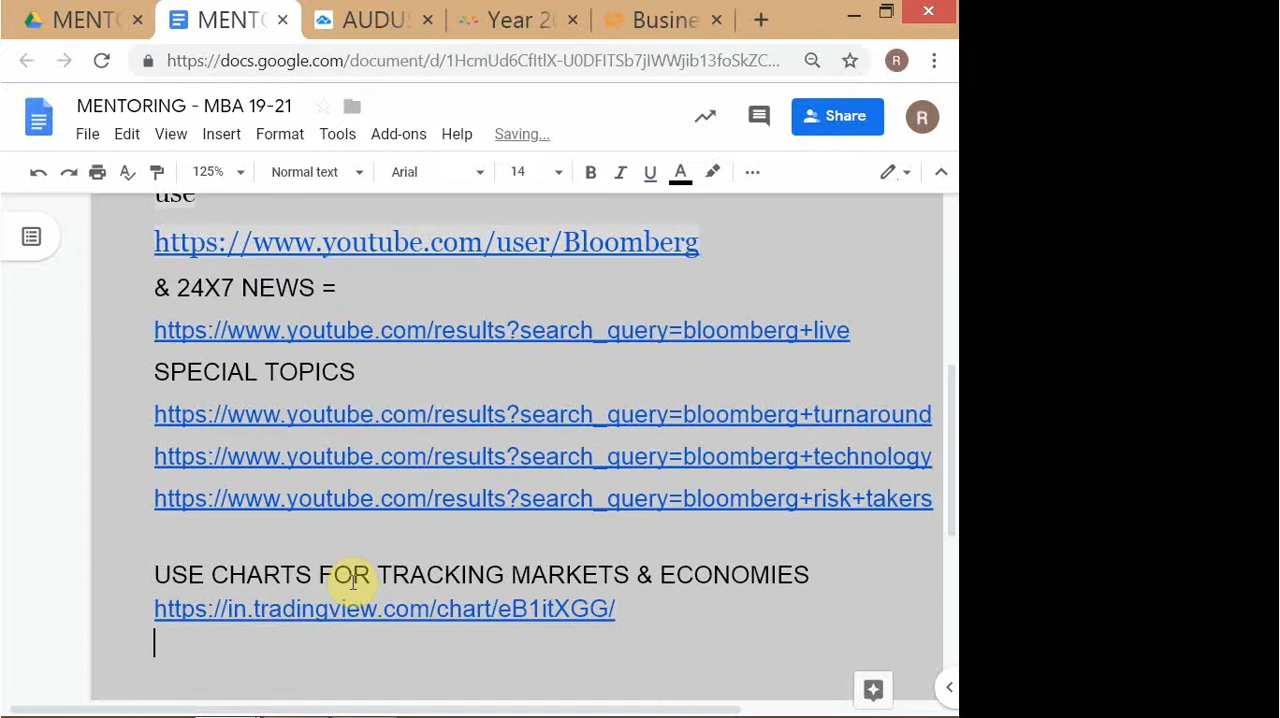 MENTO
MENT
AUDUS
Year 2
Busine
https://docs.google.com/document/d/1HcmUd6CfItlX-U0DFITSb7jIWWjib13foSkZC...
R
MENTORING - MBA 19-21
Share
R
File Edit View Insert Format Tools Add-ons Help Saving...
125% Normal text Arial 14 B I U A
use
https://www.youtube.com/user/Bloomberg
& 24X7 NEWS =
https://www.youtube.com/results?search_query=bloomberg+live
SPECIAL TOPICS
https://www.youtube.com/results?search_query=bloomberg+turnaround
https://www.youtube.com/results?search_query=bloomberg+technology
https://www.youtube.com/results?search_query=bloomberg+risk+takers
USE CHARTS FOR TRACKING MARKETS & ECONOMIES
https://in.tradingview.com/chart/eB1itXGG/